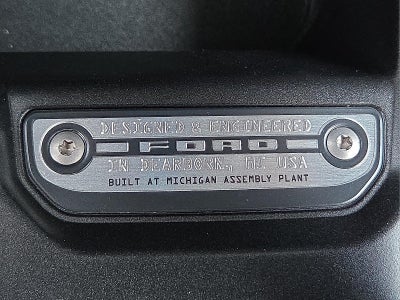 DESIGNED & ENGINEERED
FORD
IN DEARBORN, MI USA
BUILT AT MICHIGAN ASSEMBLY PLANT